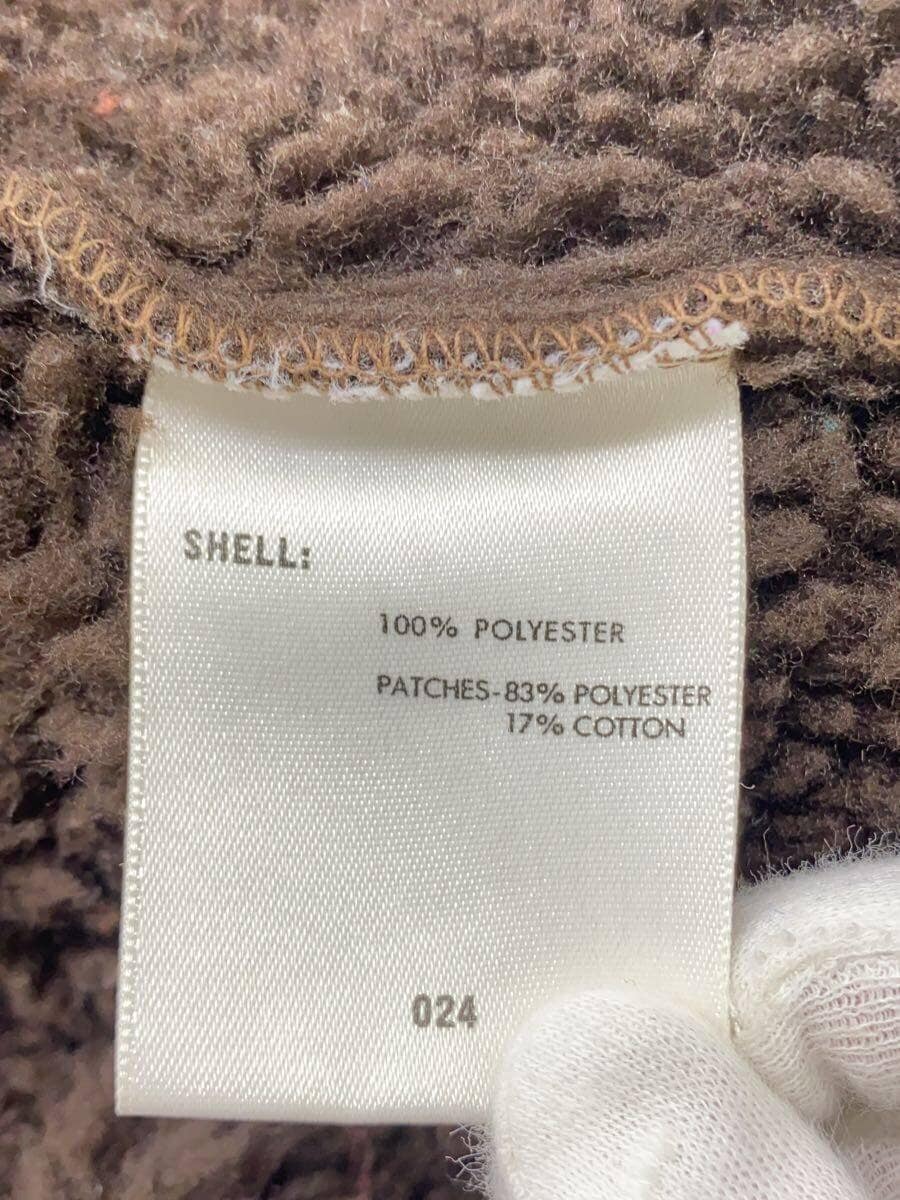 SHELL:
100% POLYESTER
PATCHES-83% POLYESTER
17% COTTON
024